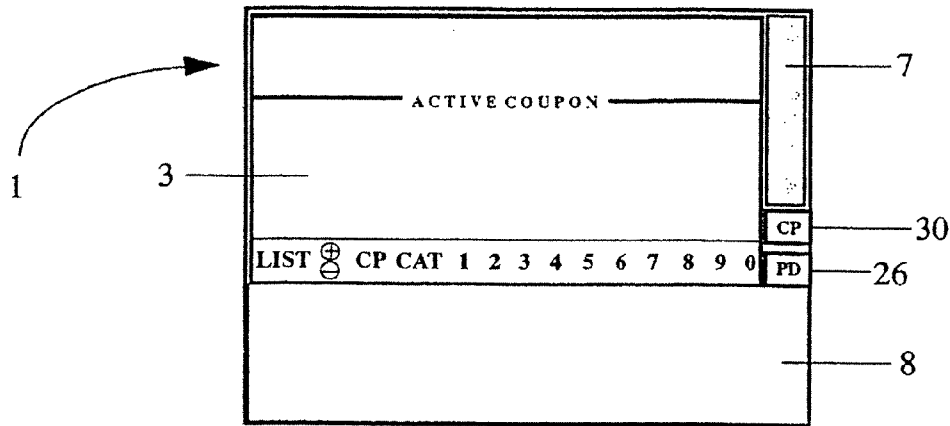 7
ACTIVE COUPON
1
3
CP
30
LIST ⊕ ⊖ CP CAT 1 2 3 4 5 6 7 8 9 0
PD
26
8